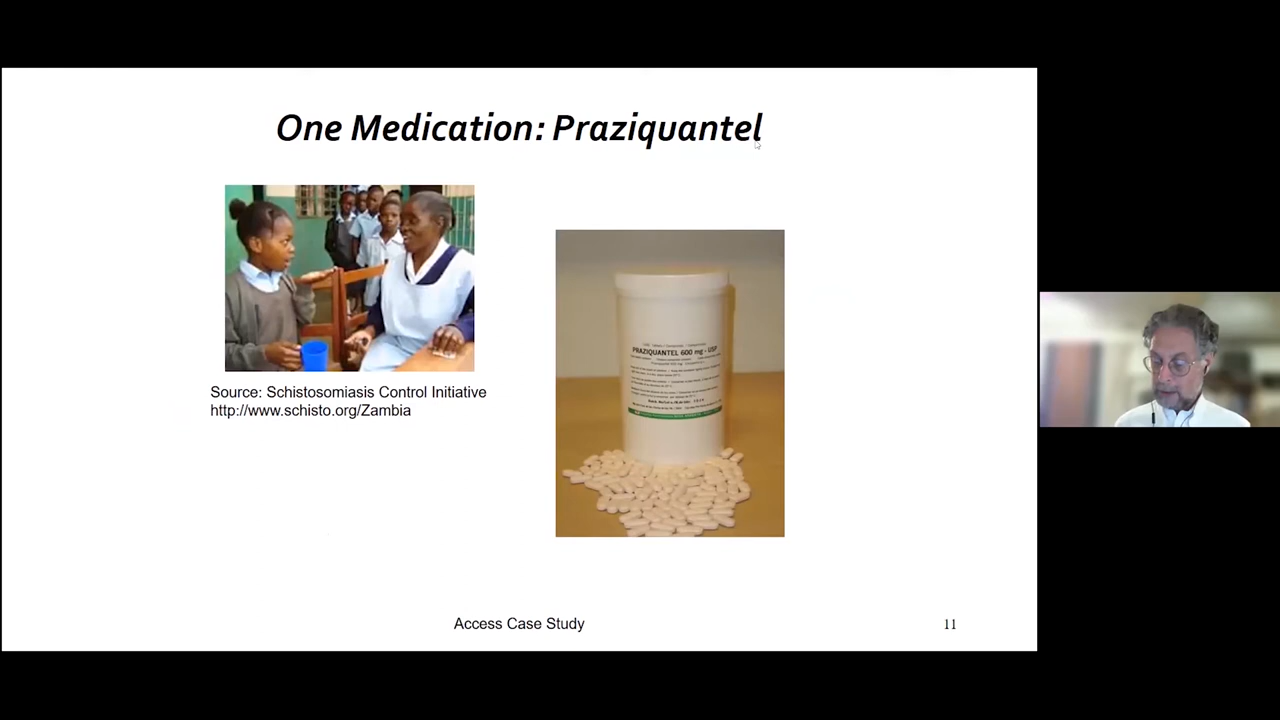 One Medication: Praziquantel
PRAZIQUANTEL 600 mg - USP
Source: Schistosomiasis Control Initiative
http://www.schisto.org/Zambia
Access Case Study
11